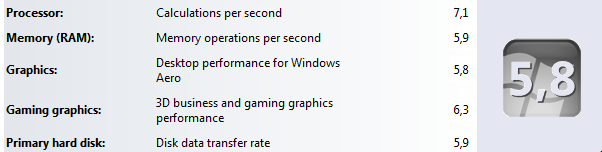 Processor: Calculations per second 7,1
Memory (RAM): Memory operations per second 5,9
Graphics: Desktop performance for Windows Aero 5,8
Gaming graphics: 3D business and gaming graphics performance 6,3
Primary hard disk: Disk data transfer rate 5,9
5,8